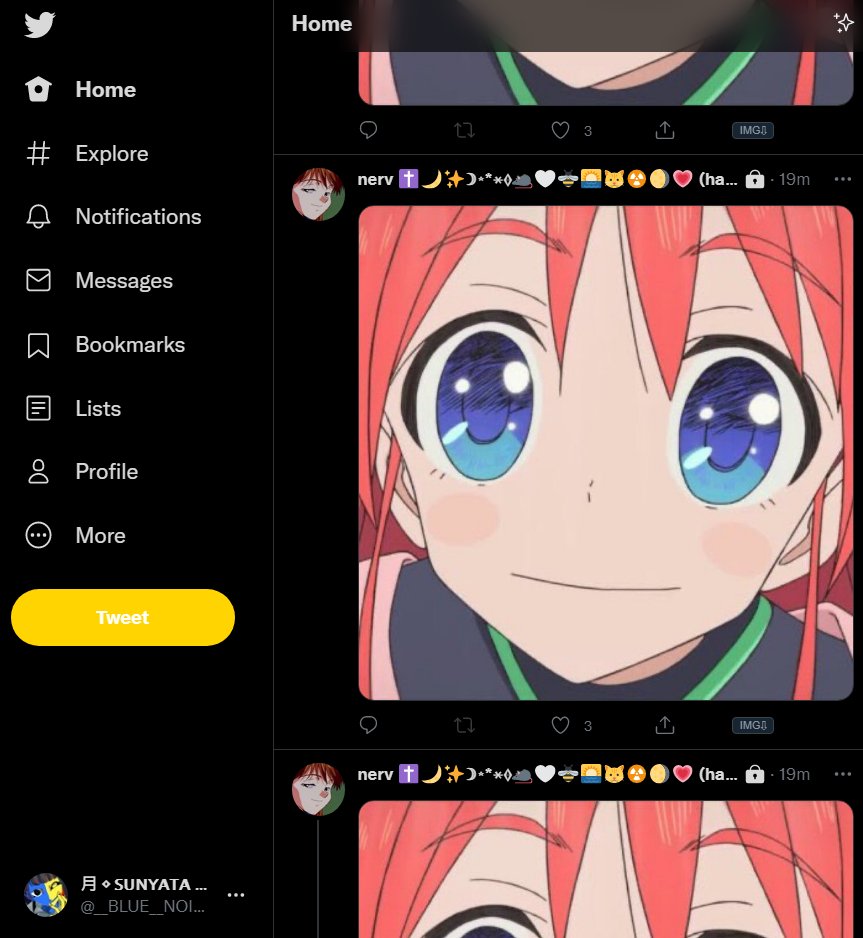 Home
Explore
Notifications
Messages
Bookmarks
Lists
Profile
More
Tweet
月⋄SUNYATA ...
@__BLUE__NOI...
Home
3
IMG⇩
nerv ✝️🌙✨☽⋆*⁎◊🐀🤍🐝🌅🐱☢️🌖💗 (ha... 🔒 · 19m
3
IMG⇩
nerv ✝️🌙✨☽⋆*⁎◊🐀🤍🐝🌅🐱☢️🌖💗 (ha... 🔒 · 19m